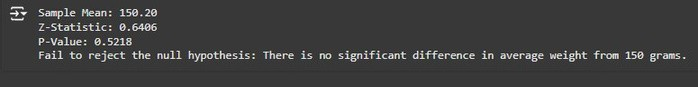 Sample Mean: 150.20
Z-Statistic: 0.6406
P-Value: 0.5218
Fail to reject the null hypothesis: There is no significant difference in average weight from 150 grams.